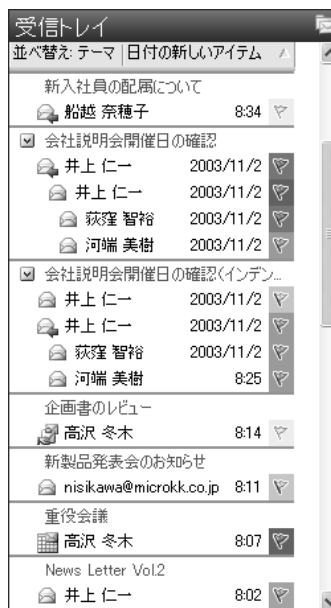 受信トレイ
並べ替え: テーマ 日付の新しいアイテム
新入社員の配属について
船越 奈穂子 8:34
会社説明会開催日の確認
井上 仁一 2003/11/2
井上 仁一 2003/11/2
荻窪 智裕 2003/11/2
河端 美樹 2003/11/2
会社説明会開催日の確認(インデン...
井上 仁一 2003/11/2
井上 仁一 2003/11/2
荻窪 智裕 2003/11/2
河端 美樹 8:25
企画書のレビュー
高沢 冬木 8:14
新製品発表会のお知らせ
nisikawa@microkk.co.jp 8:11
重役会議
高沢 冬木 8:07
News Letter Vol.2
井上 仁一 8:02